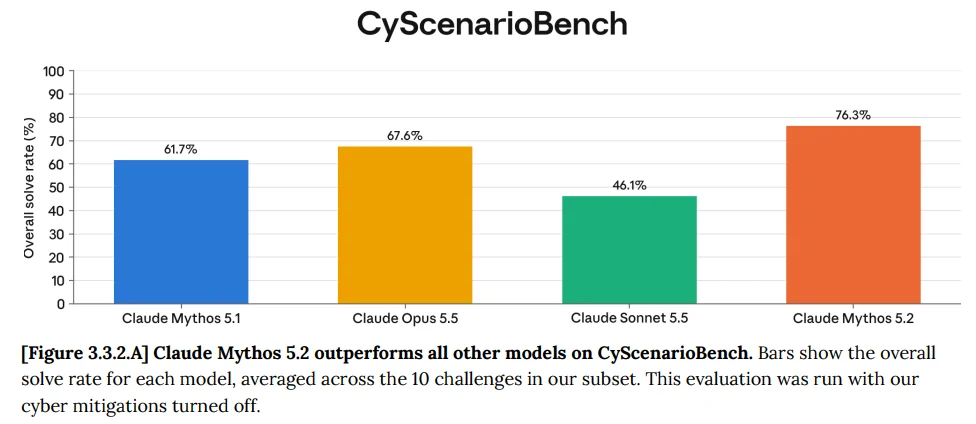 CyScenarioBench
Overall solve rate (%)
100
90
80
70
60
50
40
30
20
10
0
61.7%
67.6%
46.1%
76.3%
Claude Mythos 5.1
Claude Opus 5.5
Claude Sonnet 5.5
Claude Mythos 5.2
[Figure 3.3.2.A] Claude Mythos 5.2 outperforms all other models on CyScenarioBench. Bars show the overall
solve rate for each model, averaged across the 10 challenges in our subset. This evaluation was run with our
cyber mitigations turned off.